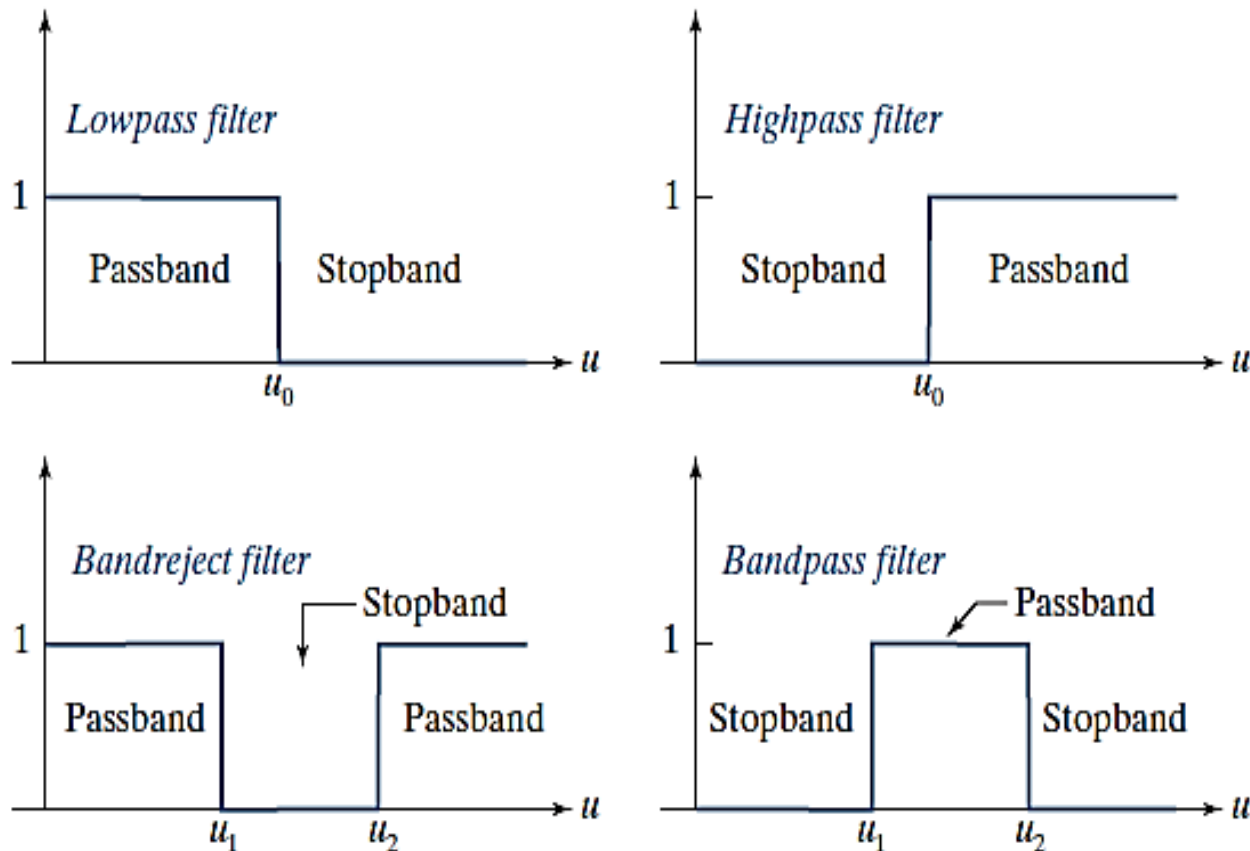 Lowpass filter
1
Passband
Stopband
u
u₀
Highpass filter
1
Stopband
Passband
u
u₀
Bandreject filter
Stopband
1
Passband
Passband
u
u₁
u₂
Bandpass filter
Passband
1
Stopband
Stopband
u
u₁
u₂